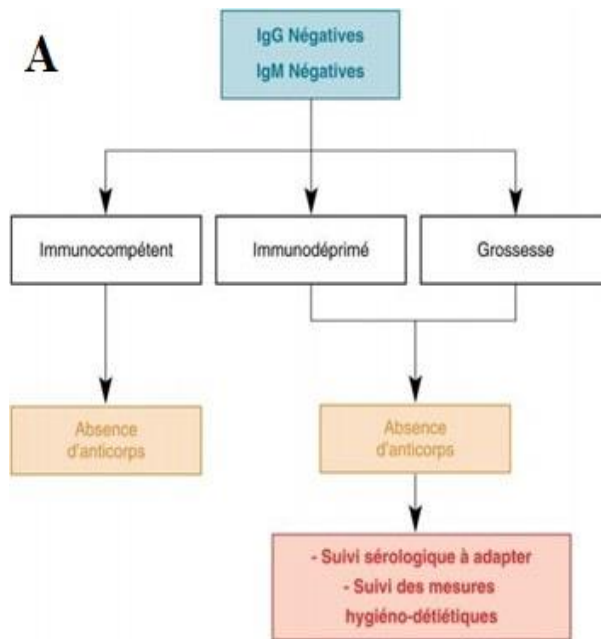 A
IgG Négatives
IgM Négatives
Immunocompétent
Immunodéprimé
Grossesse
Absence
d'anticorps
Absence
d'anticorps
- Suivi sérologique à adapter
- Suivi des mesures
hygiéno-détiétiques